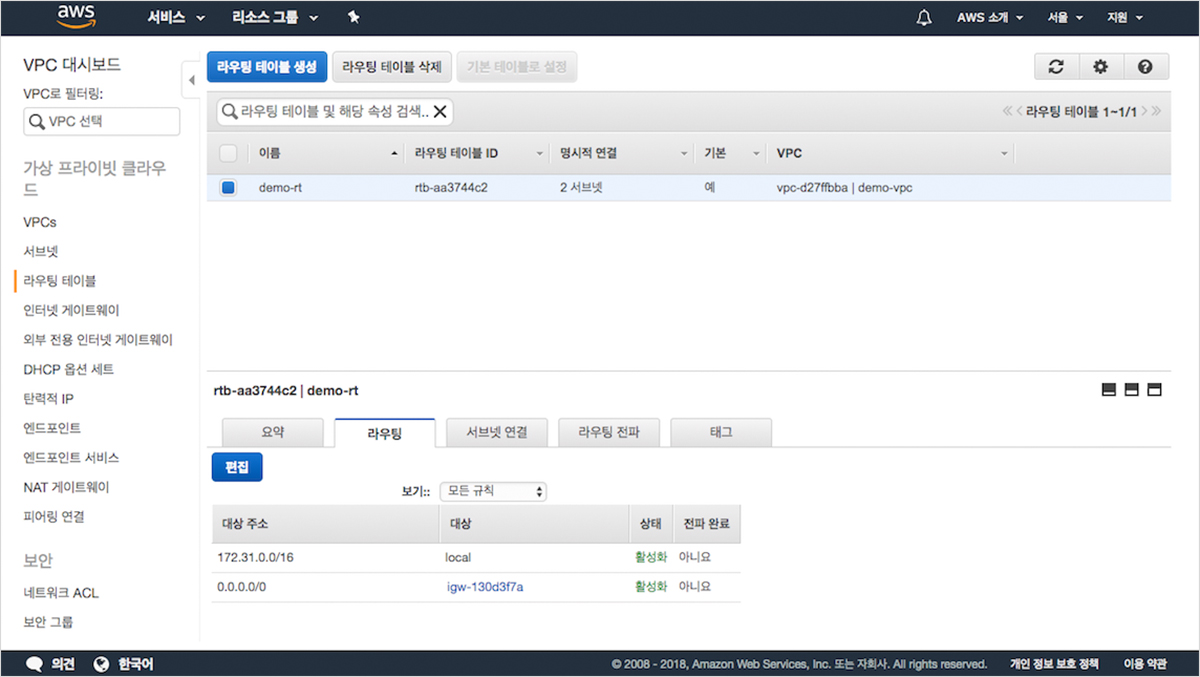 aws 서비스 리소스 그룹 AWS 소개 서울 지원
VPC 대시보드
VPC로 필터링:
VPC 선택
가상 프라이빗 클라우
드
VPCs
서브넷
라우팅 테이블
인터넷 게이트웨이
외부 전용 인터넷 게이트웨이
DHCP 옵션 세트
탄력적 IP
엔드포인트
엔드포인트 서비스
NAT 게이트웨이
피어링 연결
보안
네트워크 ACL
보안 그룹
라우팅 테이블 생성 라우팅 테이블 삭제 기본 테이블로 설정
라우팅 테이블 및 해당 속성 검색.. 라우팅 테이블 1~1/1
이름 라우팅 테이블 ID 명시적 연결 기본 VPC
demo-rt rtb-aa3744c2 2 서브넷 예 vpc-d27ffbba | demo-vpc
rtb-aa3744c2 | demo-rt
요약 라우팅 서브넷 연결 라우팅 전파 태그
편집
보기:: 모든 규칙
대상 주소 대상 상태 전파 완료
172.31.0.0/16 local 활성화 아니요
0.0.0.0/0 igw-130d3f7a 활성화 아니요
의견 한국어 © 2008 - 2018, Amazon Web Services, Inc. 또는 자회사. All rights reserved. 개인 정보 보호 정책 이용 약관